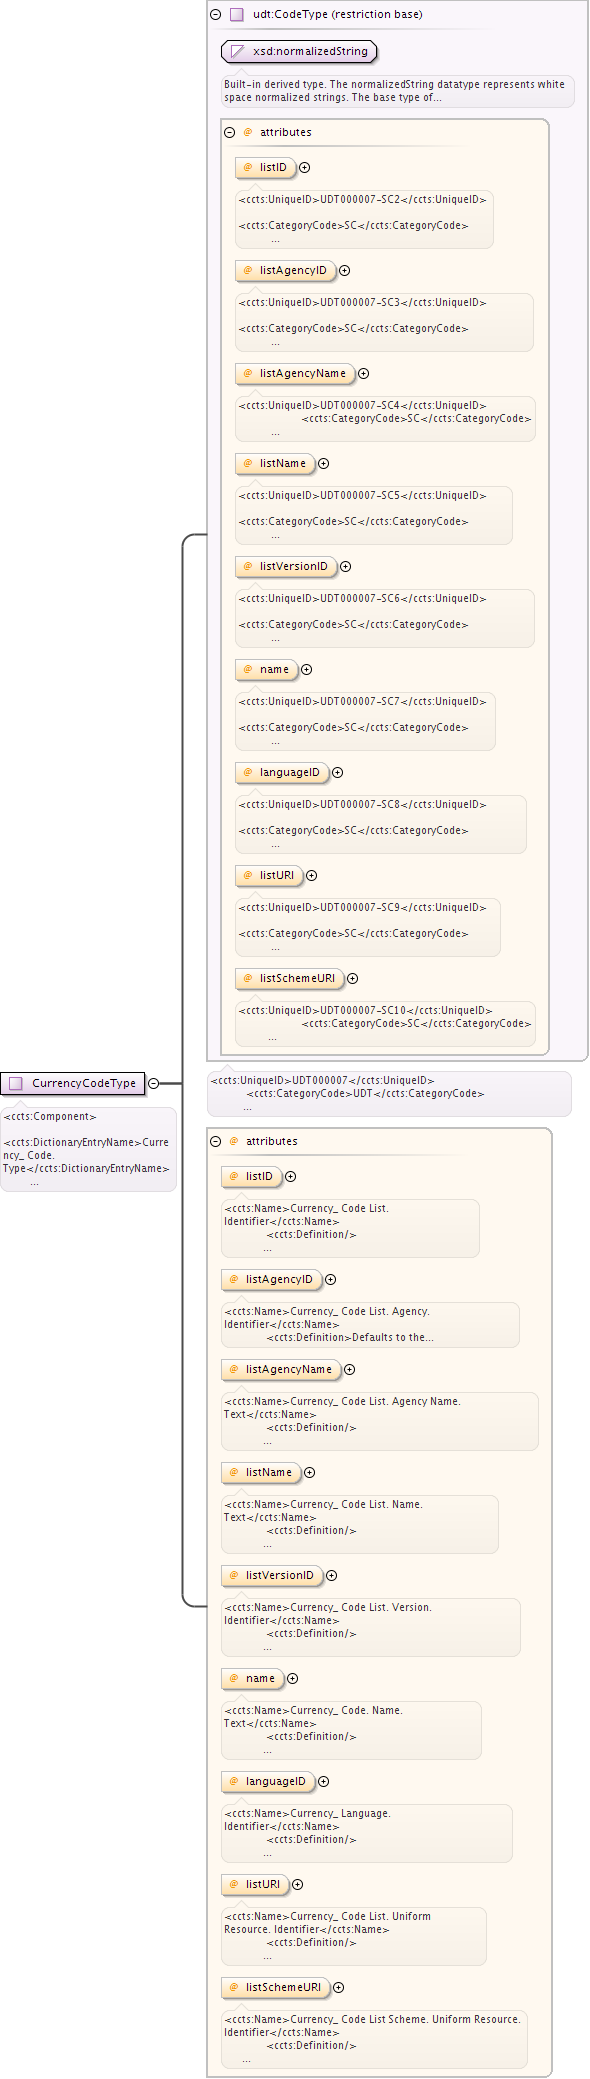 udt:CodeType (restriction base)
xsd:normalizedString
Built-in derived type. The normalizedString datatype represents white
space normalized strings. The base type of...
@ attributes
@ listID
<ccts:UniqueID>UDT000007-SC2</ccts:UniqueID>
<ccts:CategoryCode>SC</ccts:CategoryCode>
...
@ listAgencyID
<ccts:UniqueID>UDT000007-SC3</ccts:UniqueID>
<ccts:CategoryCode>SC</ccts:CategoryCode>
...
@ listAgencyName
<ccts:UniqueID>UDT000007-SC4</ccts:UniqueID>
<ccts:CategoryCode>SC</ccts:CategoryCode>
...
@ listName
<ccts:UniqueID>UDT000007-SC5</ccts:UniqueID>
<ccts:CategoryCode>SC</ccts:CategoryCode>
...
@ listVersionID
<ccts:UniqueID>UDT000007-SC6</ccts:UniqueID>
<ccts:CategoryCode>SC</ccts:CategoryCode>
...
@ name
<ccts:UniqueID>UDT000007-SC7</ccts:UniqueID>
<ccts:CategoryCode>SC</ccts:CategoryCode>
...
@ languageID
<ccts:UniqueID>UDT000007-SC8</ccts:UniqueID>
<ccts:CategoryCode>SC</ccts:CategoryCode>
...
@ listURI
<ccts:UniqueID>UDT000007-SC9</ccts:UniqueID>
<ccts:CategoryCode>SC</ccts:CategoryCode>
...
@ listSchemeURI
<ccts:UniqueID>UDT000007-SC10</ccts:UniqueID>
<ccts:CategoryCode>SC</ccts:CategoryCode>
...
CurrencyCodeType
<ccts:Component>
<ccts:DictionaryEntryName>Curre
ncy_ Code.
Type</ccts:DictionaryEntryName>
...
<ccts:UniqueID>UDT000007</ccts:UniqueID>
<ccts:CategoryCode>UDT</ccts:CategoryCode>
...
@ attributes
@ listID
<ccts:Name>Currency_ Code List.
Identifier</ccts:Name>
<ccts:Definition/>
...
@ listAgencyID
<ccts:Name>Currency_ Code List. Agency.
Identifier</ccts:Name>
<ccts:Definition>Defaults to the...
@ listAgencyName
<ccts:Name>Currency_ Code List. Agency Name.
Text</ccts:Name>
<ccts:Definition/>
...
@ listName
<ccts:Name>Currency_ Code List. Name.
Text</ccts:Name>
<ccts:Definition/>
...
@ listVersionID
<ccts:Name>Currency_ Code List. Version.
Identifier</ccts:Name>
<ccts:Definition/>
...
@ name
<ccts:Name>Currency_ Code. Name.
Text</ccts:Name>
<ccts:Definition/>
...
@ languageID
<ccts:Name>Currency_ Language.
Identifier</ccts:Name>
<ccts:Definition/>
...
@ listURI
<ccts:Name>Currency_ Code List. Uniform
Resource. Identifier</ccts:Name>
<ccts:Definition/>
...
@ listSchemeURI
<ccts:Name>Currency_ Code List Scheme. Uniform Resource.
Identifier</ccts:Name>
<ccts:Definition/>
...